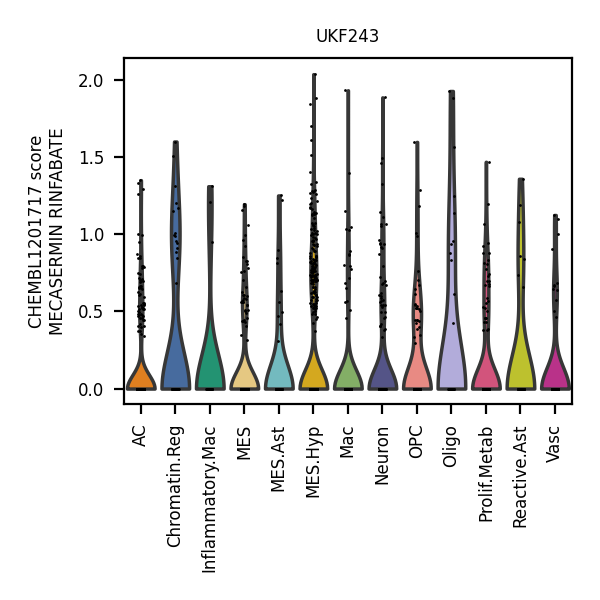 UKF243
CHEMBL1201717 score
MECASERMIN RINFABATE
2.0
1.5
1.0
0.5
0.0
AC
Chromatin.Reg
Inflammatory.Mac
MES
MES.Ast
MES.Hyp
Mac
Neuron
OPC
Oligo
Prolif.Metab
Reactive.Ast
Vasc